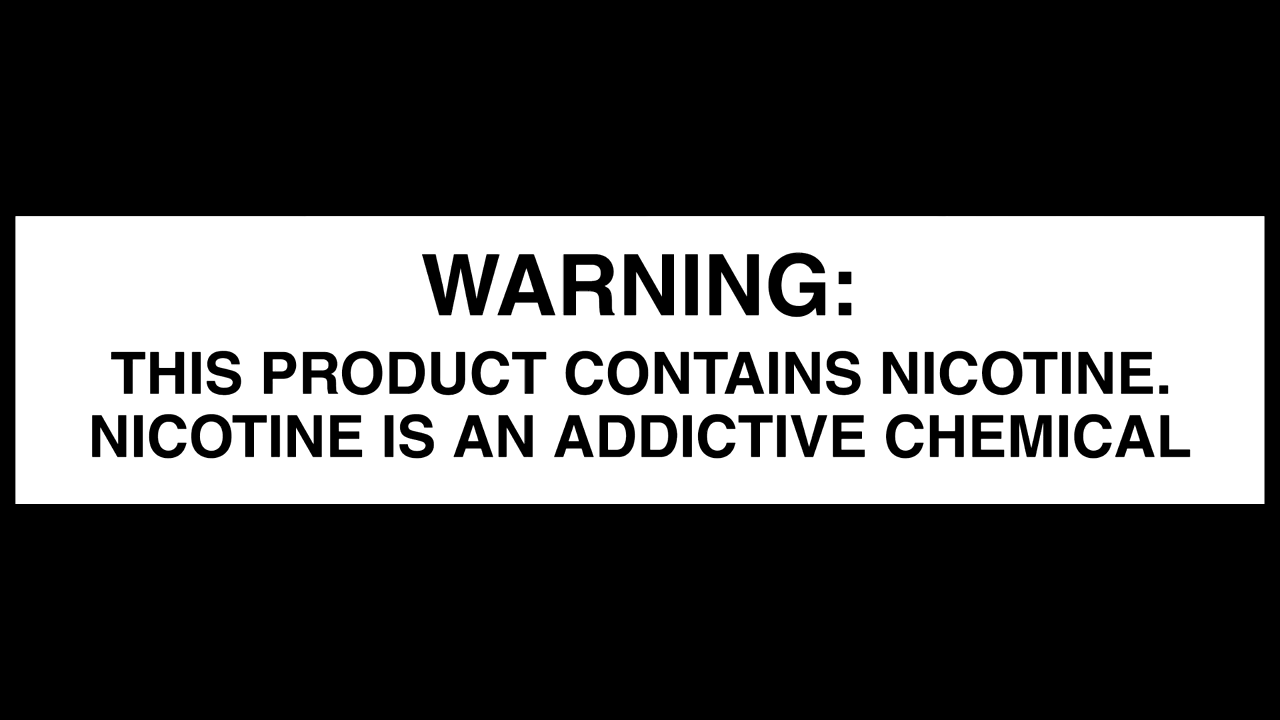 WARNING:
THIS PRODUCT CONTAINS NICOTINE.
NICOTINE IS AN ADDICTIVE CHEMICAL